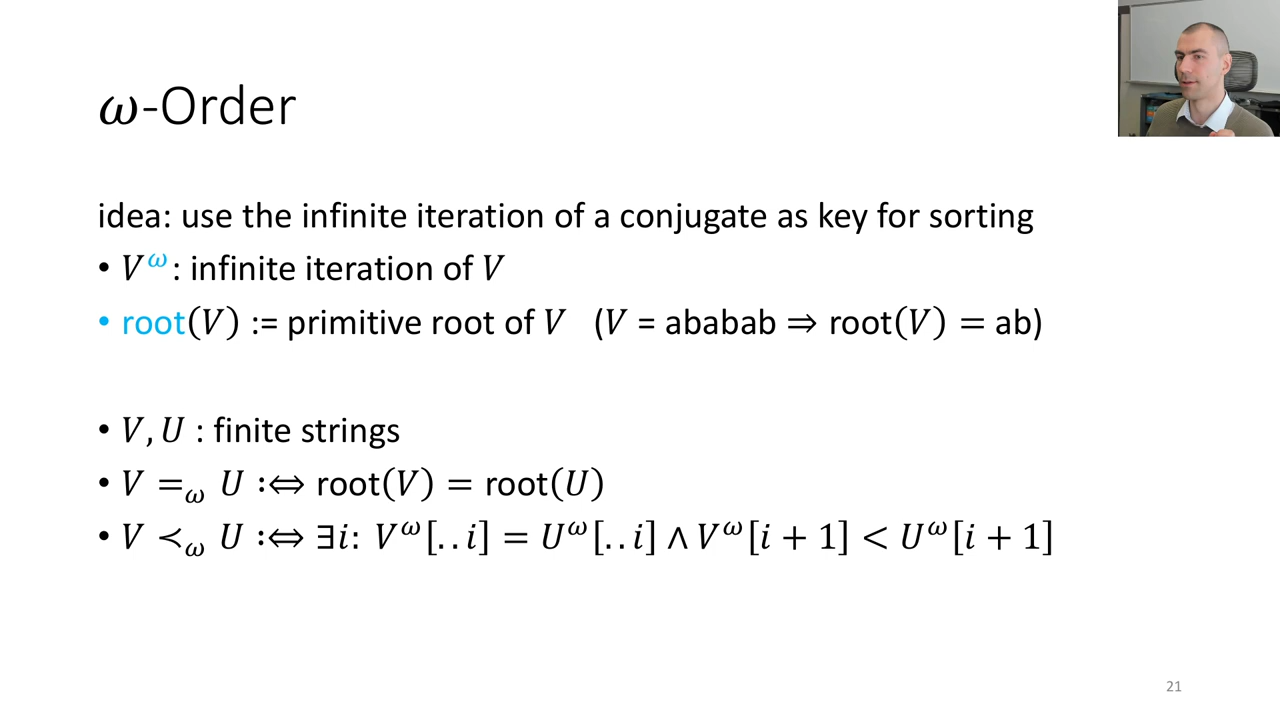 ω-Order
idea: use the infinite iteration of a conjugate as key for sorting
• V^ω: infinite iteration of V
• root(V) := primitive root of V (V = ababab ⇒ root(V) = ab)
• V, U : finite strings
• V =_ω U :⇔ root(V) = root(U)
• V ≺_ω U :⇔ ∃i: V^ω[..i] = U^ω[..i] ∧ V^ω[i + 1] < U^ω[i + 1]
21